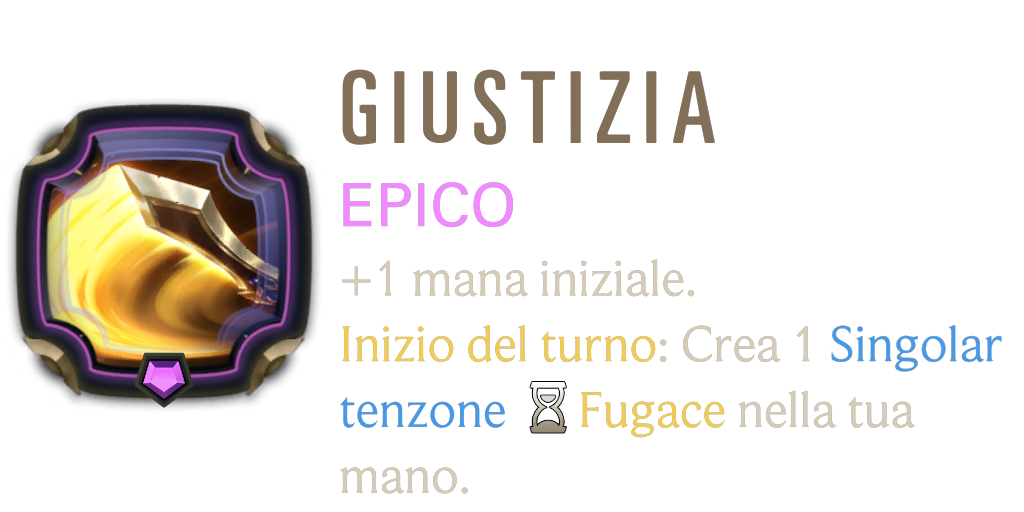 GIUSTIZIA
EPICO
+1 mana iniziale.
Inizio del turno: Crea 1 Singolar
tenzone Fugace nella tua
mano.